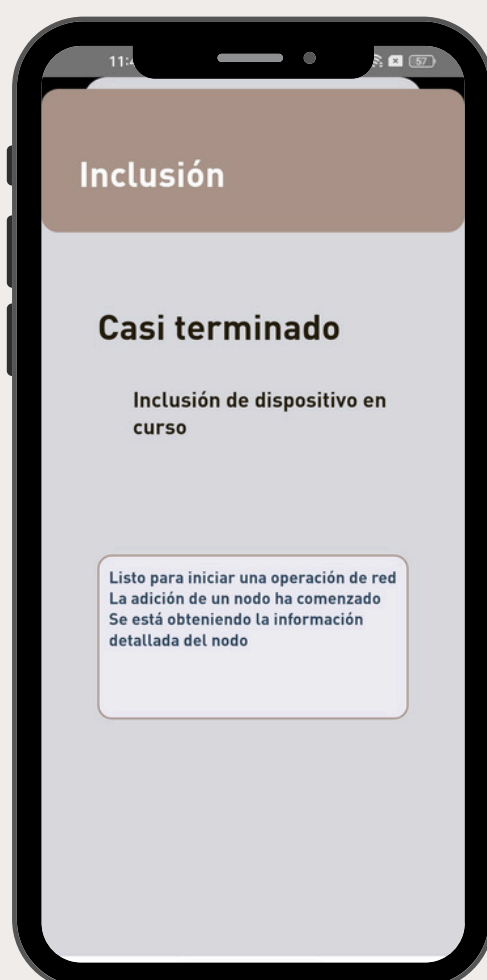 57
Inclusión
Casi terminado
Inclusión de dispositivo en
curso
Listo para iniciar una operación de red
La adición de un nodo ha comenzado
Se está obteniendo la información
detallada del nodo